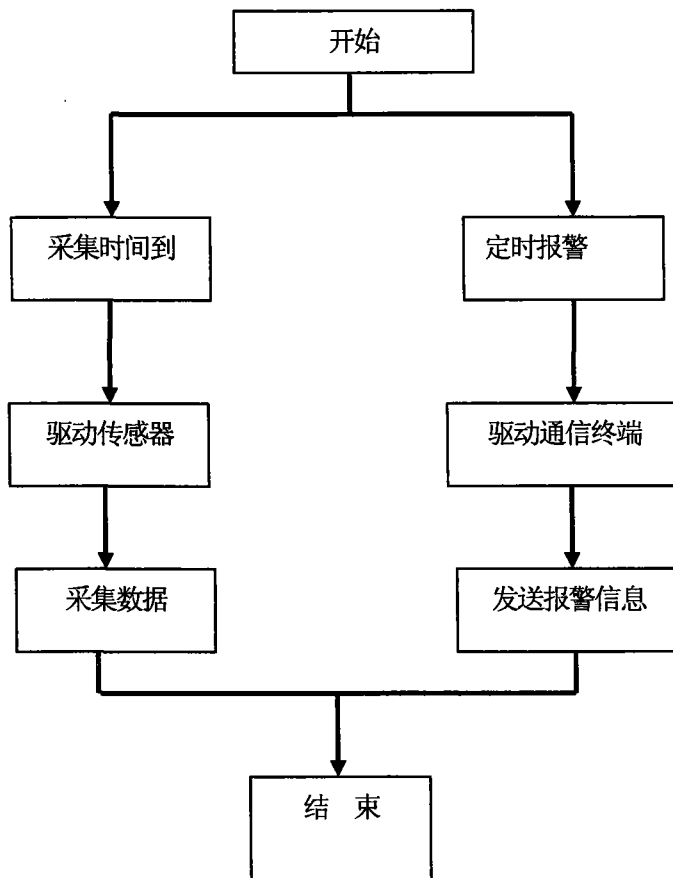 开始
采集时间到
定时报警
驱动传感器
驱动通信终端
采集数据
发送报警信息
结 束